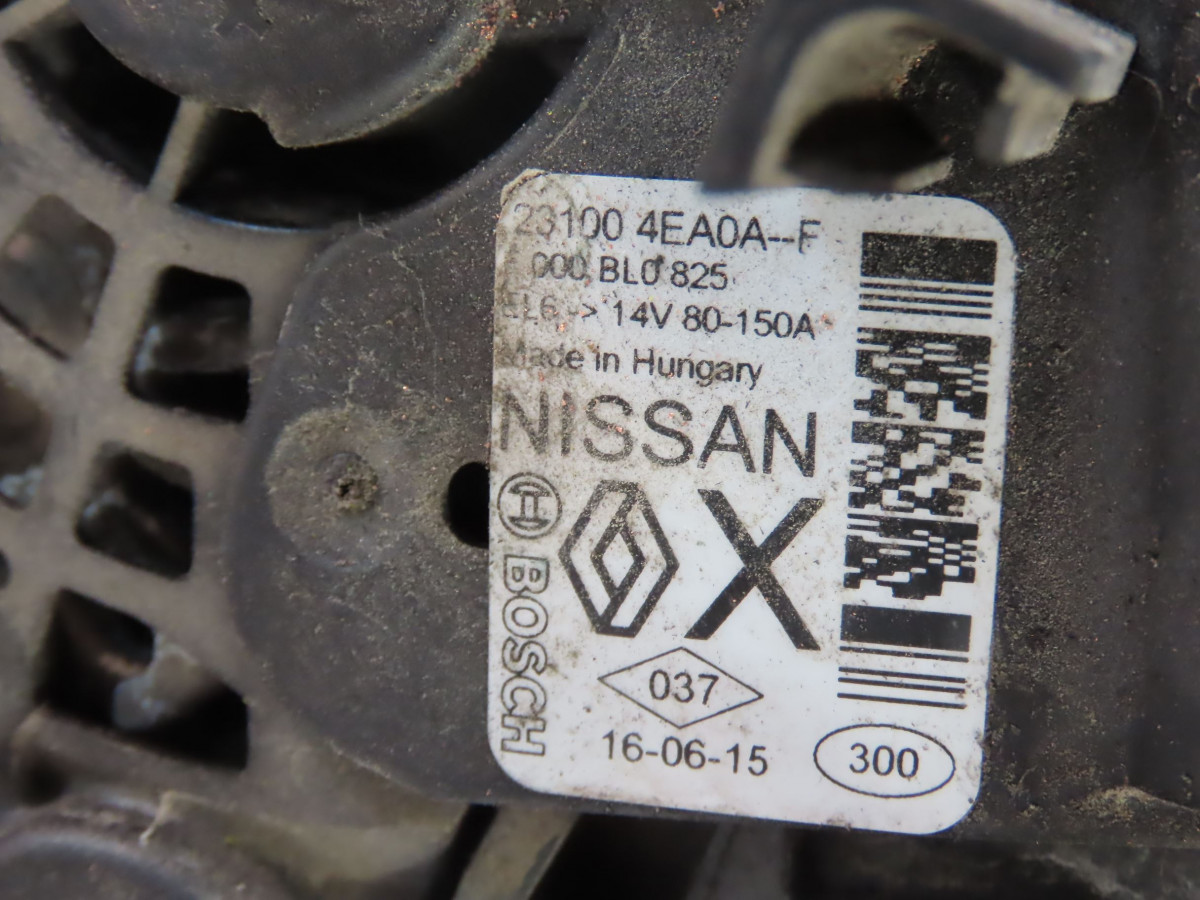 23100 4EA0A--F
000 BL0 825
EL6 -> 14V 80-150A
Made in Hungary
NISSAN
BOSCH
X
037
16-06-15
300